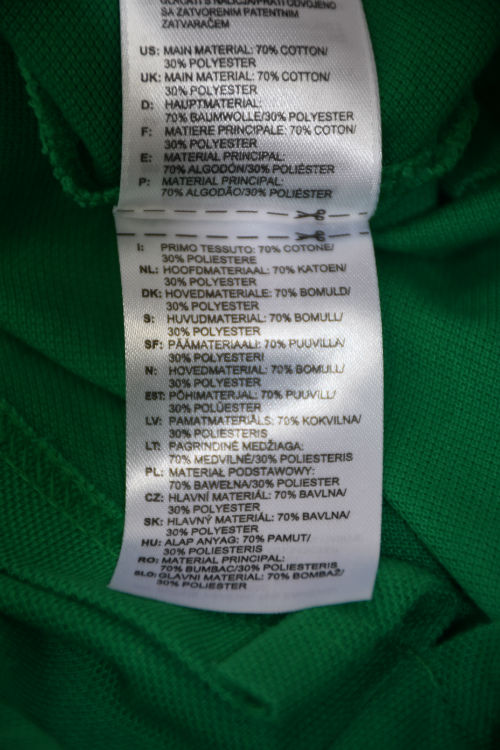 SA ZATVORENIM PATENTNIM
ZATVARAČEM
US: MAIN MATERIAL: 70% COTTON/
30% POLYESTER
UK: MAIN MATERIAL: 70% COTTON/
30% POLYESTER
D: HAUPTMATERIAL:
70% BAUMWOLLE/30% POLYESTER
F: MATIERE PRINCIPALE: 70% COTON/
30% POLYESTER
E: MATERIAL PRINCIPAL:
70% ALGODÓN/30% POLIÉSTER
P: MATERIAL PRINCIPAL:
70% ALGODÃO/30% POLIÉSTER
I: PRIMO TESSUTO: 70% COTONE/
30% POLIESTERE
NL: HOOFDMATERIAAL: 70% KATOEN/
30% POLYESTER
DK: HOVEDMATERIALE: 70% BOMULD/
30% POLYESTER
S: HUVUDMATERIAL: 70% BOMULL/
30% POLYESTER
SF: PÄÄMATERIAALI: 70% PUUVILLA/
30% POLYESTERI
N: HOVEDMATERIAL: 70% BOMULL/
30% POLYESTER
EST: PÕHIMATERJAL: 70% PUUVILL/
30% POLÜESTER
LV: PAMATMATERIĀLS: 70% KOKVILNA/
30% POLIESTERIS
LT: PAGRINDINĖ MEDŽIAGA:
70% MEDVILNĖ/30% POLIESTERIS
PL: MATERIAŁ PODSTAWOWY:
70% BAWEŁNA/30% POLIESTER
CZ: HLAVNÍ MATERIÁL: 70% BAVLNA/
30% POLYESTER
SK: HLAVNÝ MATERIÁL: 70% BAVLNA/
30% POLYESTER
HU: ALAP ANYAG: 70% PAMUT/
30% POLIESTERIS
RO: MATERIAL PRINCIPAL:
70% BUMBAC/30% POLIESTERIS
SLO: GLAVNI MATERIAL: 70% BOMBAŽ/
30% POLIESTER